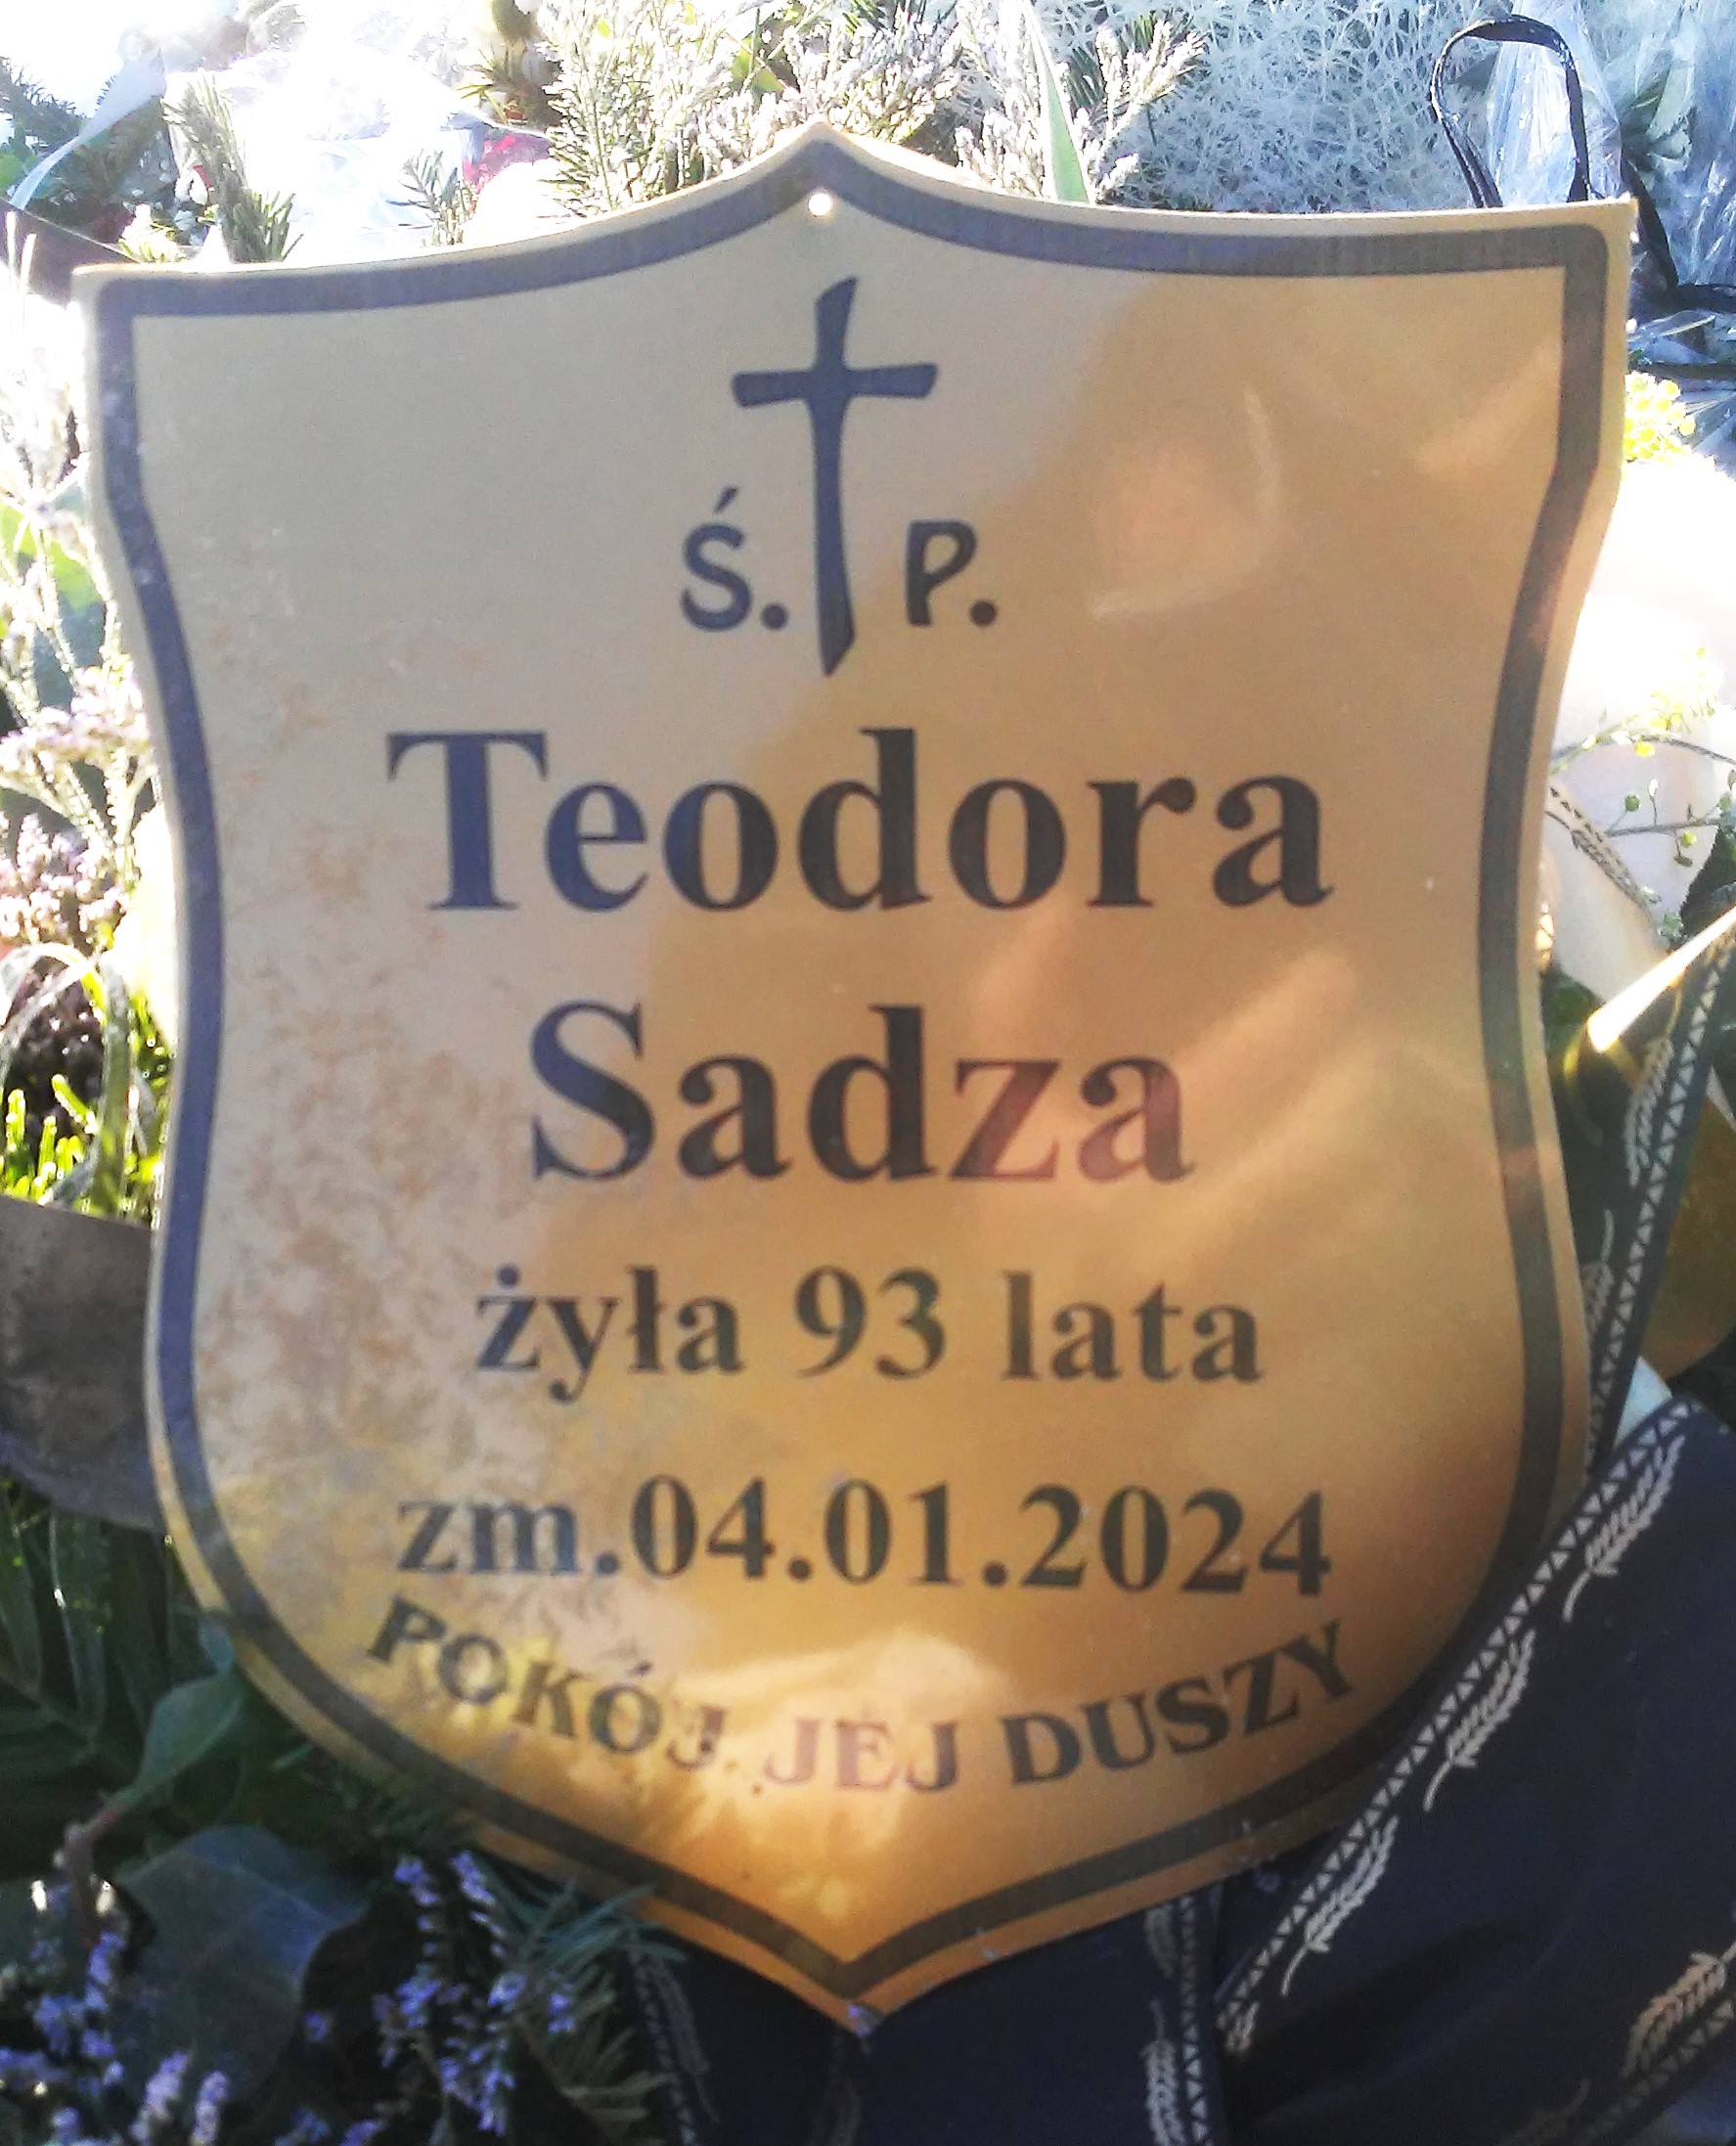 Ś. P.
Teodora
Sadza
żyła 93 lata
zm.04.01.2024
POKÓJ JEJ DUSZY